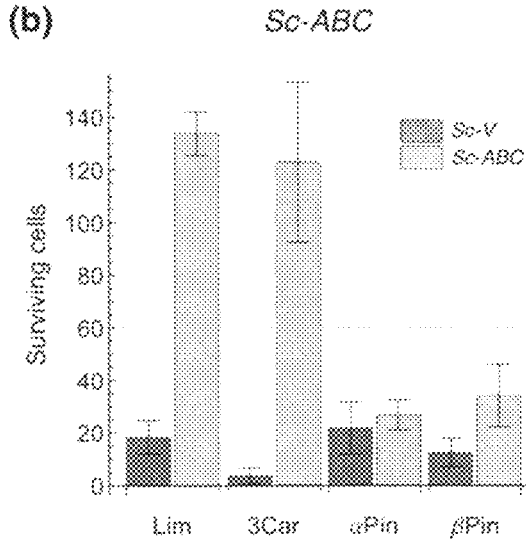 (b)
Sc-ABC
Sc-V
Sc-ABC
Surviving cells
140
120
100
80
60
40
20
0
Lim 3Car αPin βPin